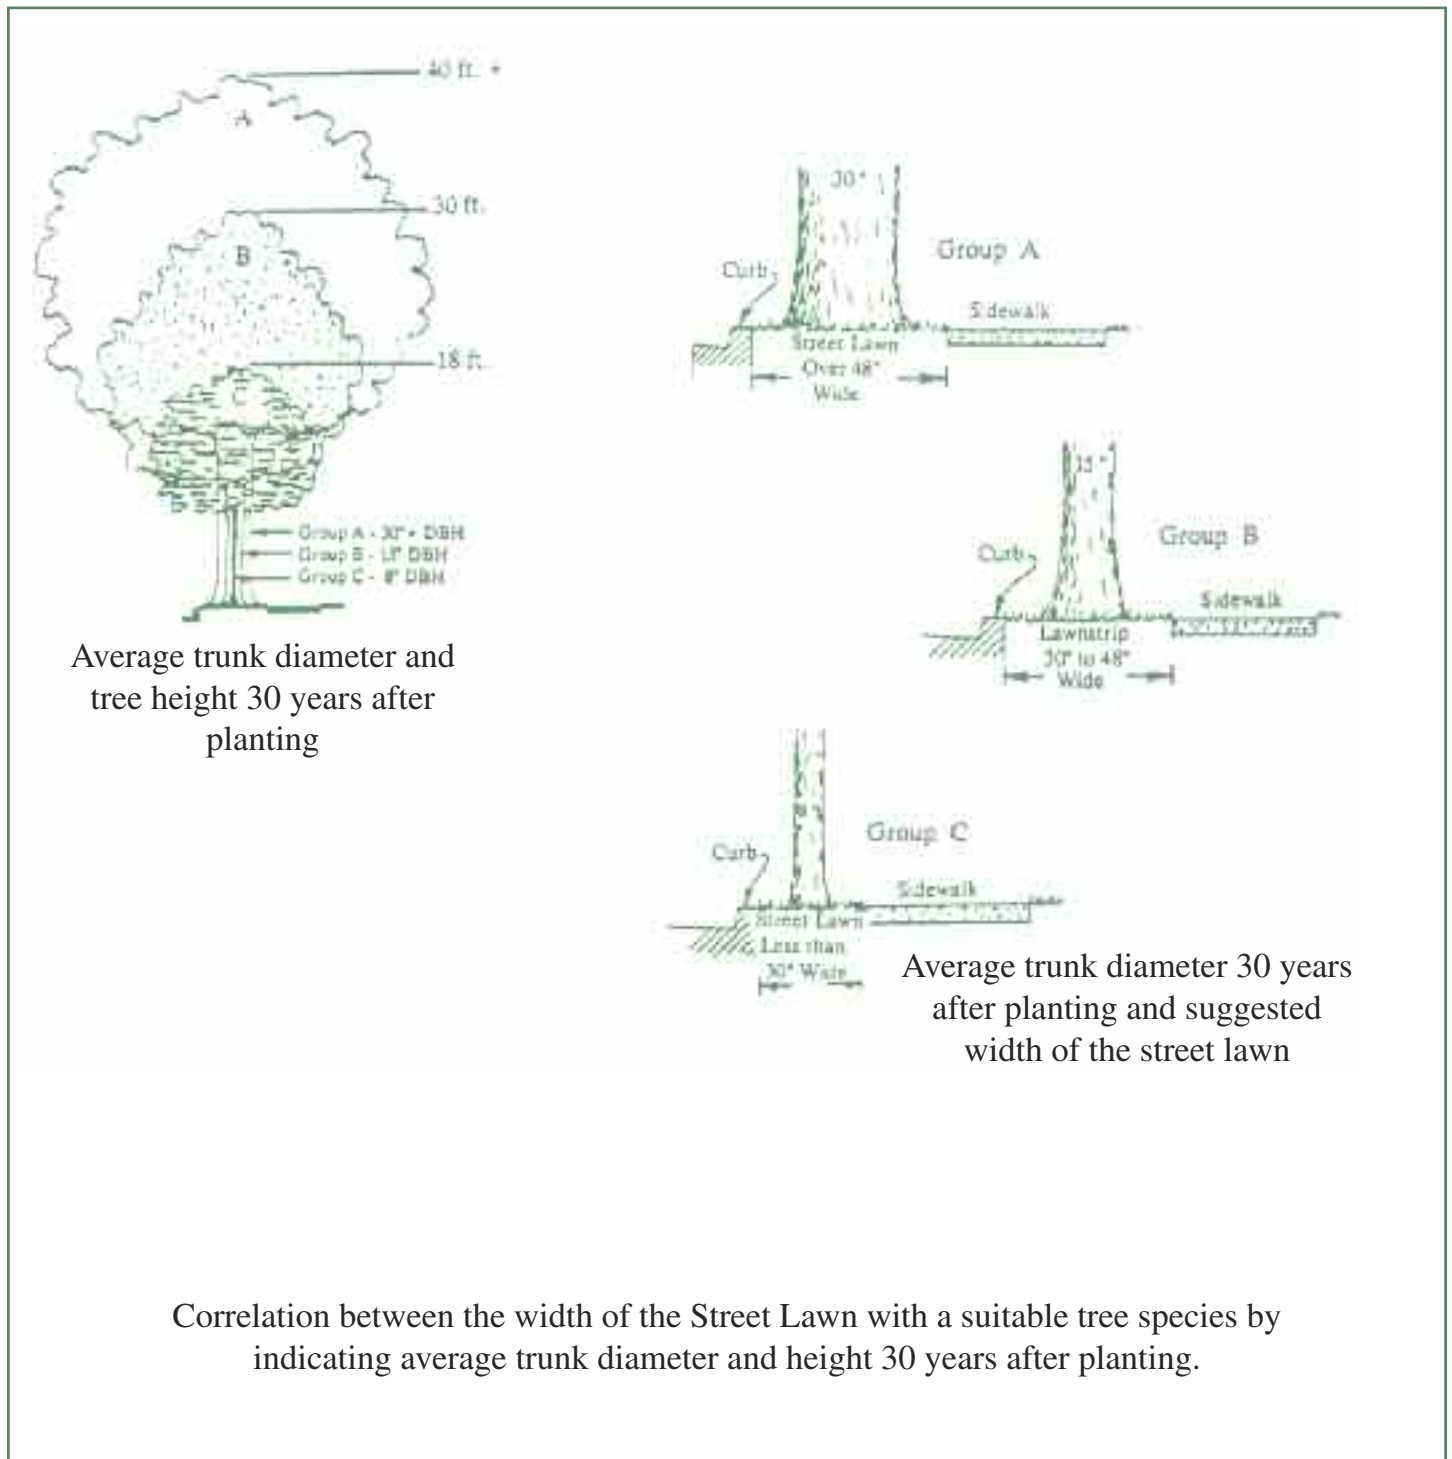 40 ft. +
A
30 ft.
B
18 ft.
C
Group A - 30" + DBH
Group B - DBH
Group C - 8" DBH
Average trunk diameter and
tree height 30 years after
planting
30"
Group A
Curb
Sidewalk
Street Lawn
Over 48"
Wide
15"
Group B
Curb
Sidewalk
Lawnstrip
30" to 48"
Wide
Group C
Curb
Sidewalk
Street Lawn
Less than
30" Wide
Average trunk diameter 30 years
after planting and suggested
width of the street lawn
Correlation between the width of the Street Lawn with a suitable tree species by
indicating average trunk diameter and height 30 years after planting.